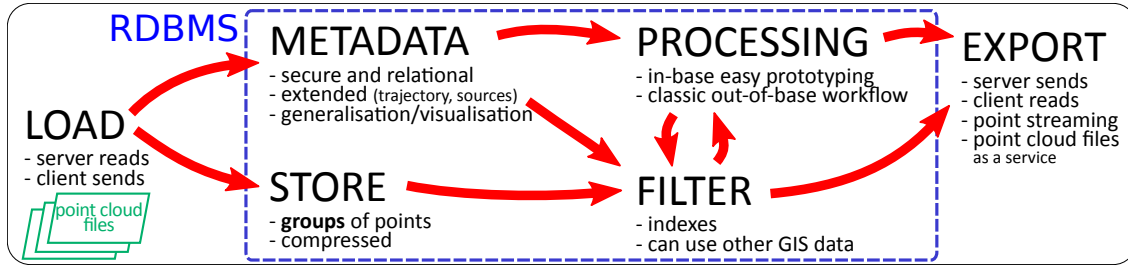 RDBMS
LOAD
- server reads
- client sends
point cloud
files
METADATA
- secure and relational
- extended (trajectory, sources)
- generalisation/visualisation
STORE
- groups of points
- compressed
PROCESSING
- in-base easy prototyping
- classic out-of-base workflow
FILTER
- indexes
- can use other GIS data
EXPORT
- server sends
- client reads
- point streaming
- point cloud files
as a service